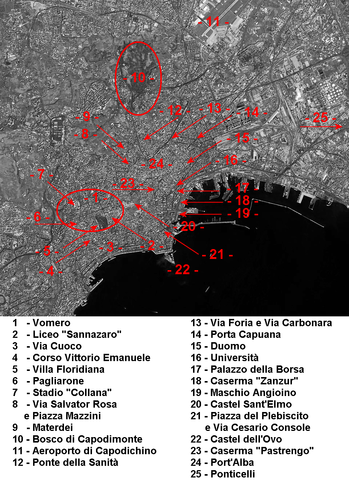 - 11 -
- 10 -
- 25 -
- 9 -
- 12 -
- 13 -
- 14 -
- 8 -
- 15 -
- 24 -
- 16 -
7
- 23 -
- 17 -
- 1 -
- 18 -
- 19 -
- 6 -
- 20 -
- 5 -
- 3 -
- 2 -
- 21 -
- 4 -
- 22 -
1 - Vomero
2 - Liceo "Sannazaro"
3 - Via Cuoco
4 - Corso Vittorio Emanuele
5 - Villa Floridiana
6 - Pagliarone
7 - Stadio "Collana"
8 - Via Salvator Rosa
e Piazza Mazzini
9 - Materdei
10 - Bosco di Capodimonte
11 - Aeroporto di Capodichino
12 - Ponte della Sanità
13 - Via Foria e Via Carbonara
14 - Porta Capuana
15 - Duomo
16 - Università
17 - Palazzo della Borsa
18 - Caserma "Zanzur"
19 - Maschio Angioino
20 - Castel Sant'Elmo
21 - Piazza del Plebiscito
e Via Cesario Console
22 - Castel dell'Ovo
23 - Caserma "Pastrengo"
24 - Port'Alba
25 - Ponticelli